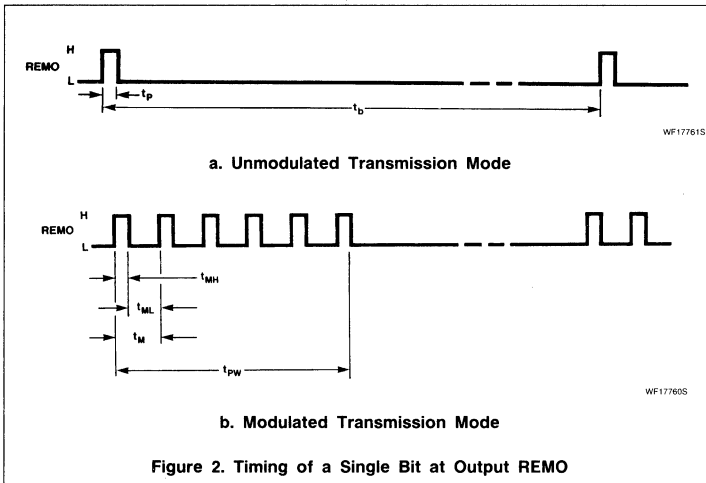 H
REMO
L
tP
tb
WF17761S
a. Unmodulated Transmission Mode
H
REMO
L
tMH
tML
tM
tPW
WF17760S
b. Modulated Transmission Mode
Figure 2. Timing of a Single Bit at Output REMO